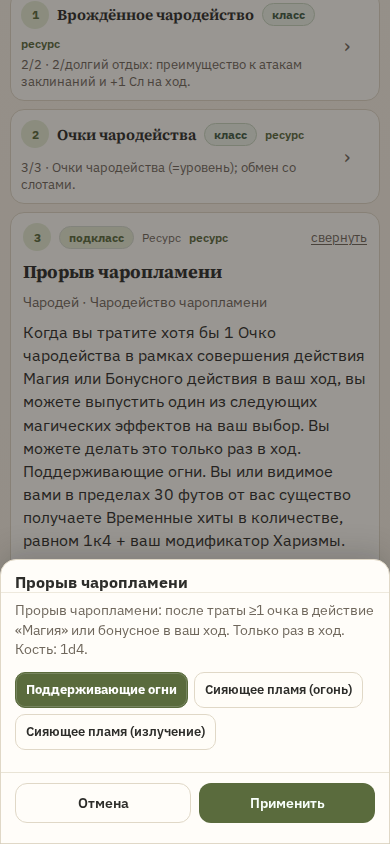 1 Врождённое чародейство класс
ресурс
2/2 · 2/долгий отдых: преимущество к атакам
заклинаний и +1 Сл на ход.
2 Очки чародейства класс ресурс
3/3 · Очки чародейства (=уровень); обмен со
слотами.
3 подкласс Ресурс ресурс свернуть
Прорыв чаропламени
Чародей · Чародейство чаропламени
Когда вы тратите хотя бы 1 Очко
чародейства в рамках совершения действия
Магия или Бонусного действия в ваш ход, вы
можете выпустить один из следующих
магических эффектов на ваш выбор. Вы
можете делать это только раз в ход.
Поддерживающие огни. Вы или видимое
вами в пределах 30 футов от вас существо
получаете Временные хиты в количестве,
равном 1к4 + ваш модификатор Харизмы.
Прорыв чаропламени
Прорыв чаропламени: после траты ≥1 очка в действие
«Магия» или бонусное в ваш ход. Только раз в ход.
Кость: 1d4.
Поддерживающие огни Сияющее пламя (огонь)
Сияющее пламя (излучение)
Отмена Применить